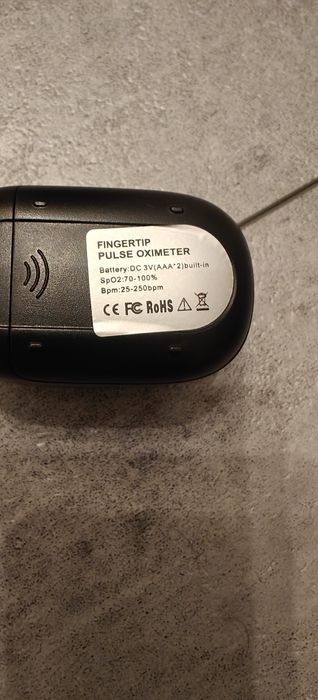 FINGERTIP
PULSE OXIMETER
Battery:DC 3V(AAA*2)built-in
SpO2:70-100%
Bpm:25-250bpm
CE FC RoHS